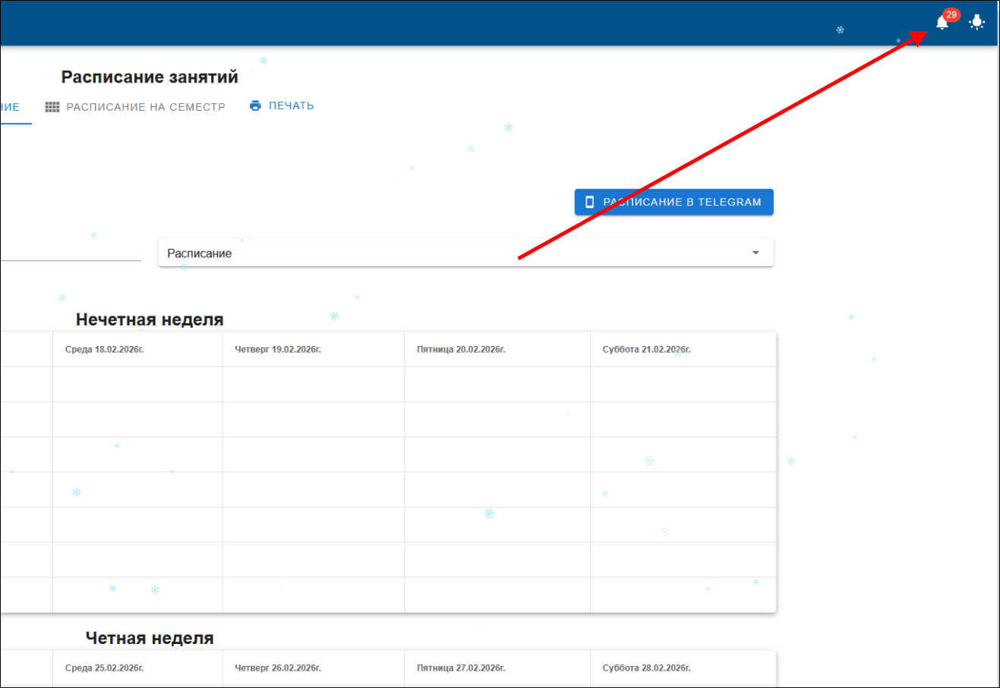 29
Расписание занятий
НИЕ
РАСПИСАНИЕ НА СЕМЕСТР
ПЕЧАТЬ
РАСПИСАНИЕ В TELEGRAM
Расписание
Нечетная неделя
Среда 18.02.2026г.
Четверг 19.02.2026г.
Пятница 20.02.2026г.
Суббота 21.02.2026г.
Четная неделя
Среда 25.02.2026г.
Четверг 26.02.2026г.
Пятница 27.02.2026г.
Суббота 28.02.2026г.